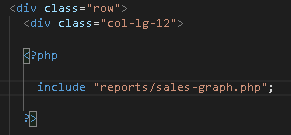 <div class="row">
<div class="col-lg-12">
<?php
include "reports/sales-graph.php";
?>